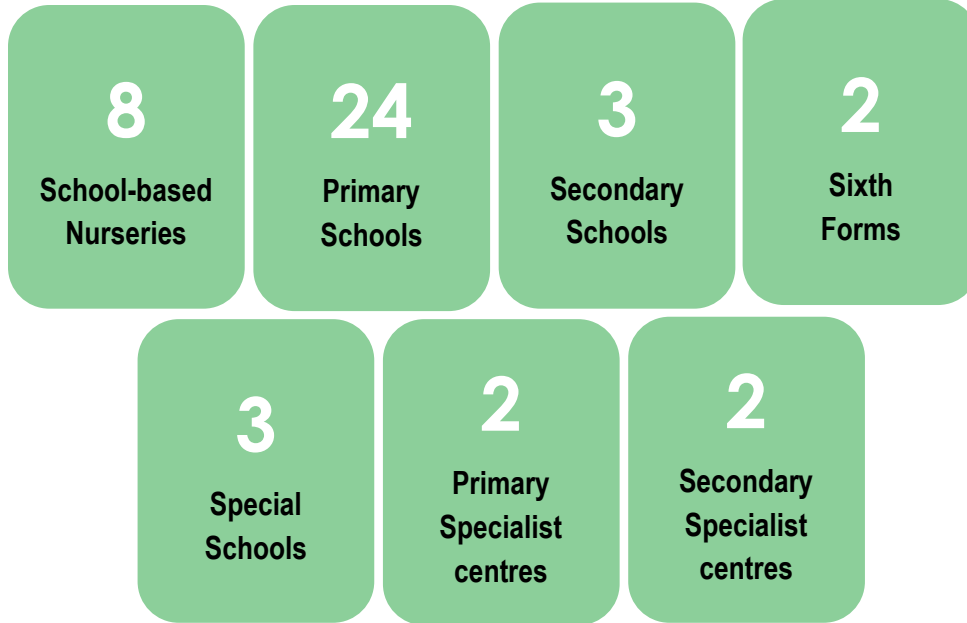 8
School-based
Nurseries
24
Primary
Schools
3
Secondary
Schools
2
Sixth
Forms
3
Special
Schools
2
Primary
Specialist
centres
2
Secondary
Specialist
centres